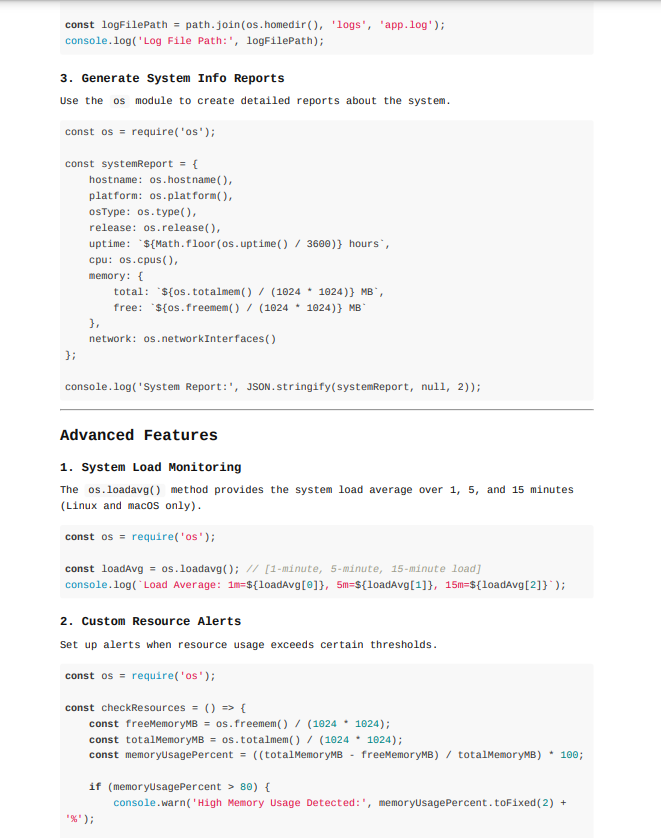 const logFilePath = path.join(os.homedir(), 'logs', 'app.log');
console.log('Log File Path:', logFilePath);
3. Generate System Info Reports
Use the os module to create detailed reports about the system.
const os = require('os');
const systemReport = {
    hostname: os.hostname(),
    platform: os.platform(),
    osType: os.type(),
    release: os.release(),
    uptime: `${Math.floor(os.uptime() / 3600)} hours`,
    cpu: os.cpus(),
    memory: {
        total: `${os.totalmem() / (1024 * 1024)} MB`,
        free: `${os.freemem() / (1024 * 1024)} MB`
    },
    network: os.networkInterfaces()
};
console.log('System Report:', JSON.stringify(systemReport, null, 2));
Advanced Features
1. System Load Monitoring
The os.loadavg() method provides the system load average over 1, 5, and 15 minutes
(Linux and macOS only).
const os = require('os');
const loadAvg = os.loadavg(); // [1-minute, 5-minute, 15-minute load]
console.log(`Load Average: 1m=${loadAvg[0]}, 5m=${loadAvg[1]}, 15m=${loadAvg[2]}`);
2. Custom Resource Alerts
Set up alerts when resource usage exceeds certain thresholds.
const os = require('os');
const checkResources = () => {
    const freeMemoryMB = os.freemem() / (1024 * 1024);
    const totalMemoryMB = os.totalmem() / (1024 * 1024);
    const memoryUsagePercent = ((totalMemoryMB - freeMemoryMB) / totalMemoryMB) * 100;
    if (memoryUsagePercent > 80) {
        console.warn('High Memory Usage Detected:', memoryUsagePercent.toFixed(2) +
'%');